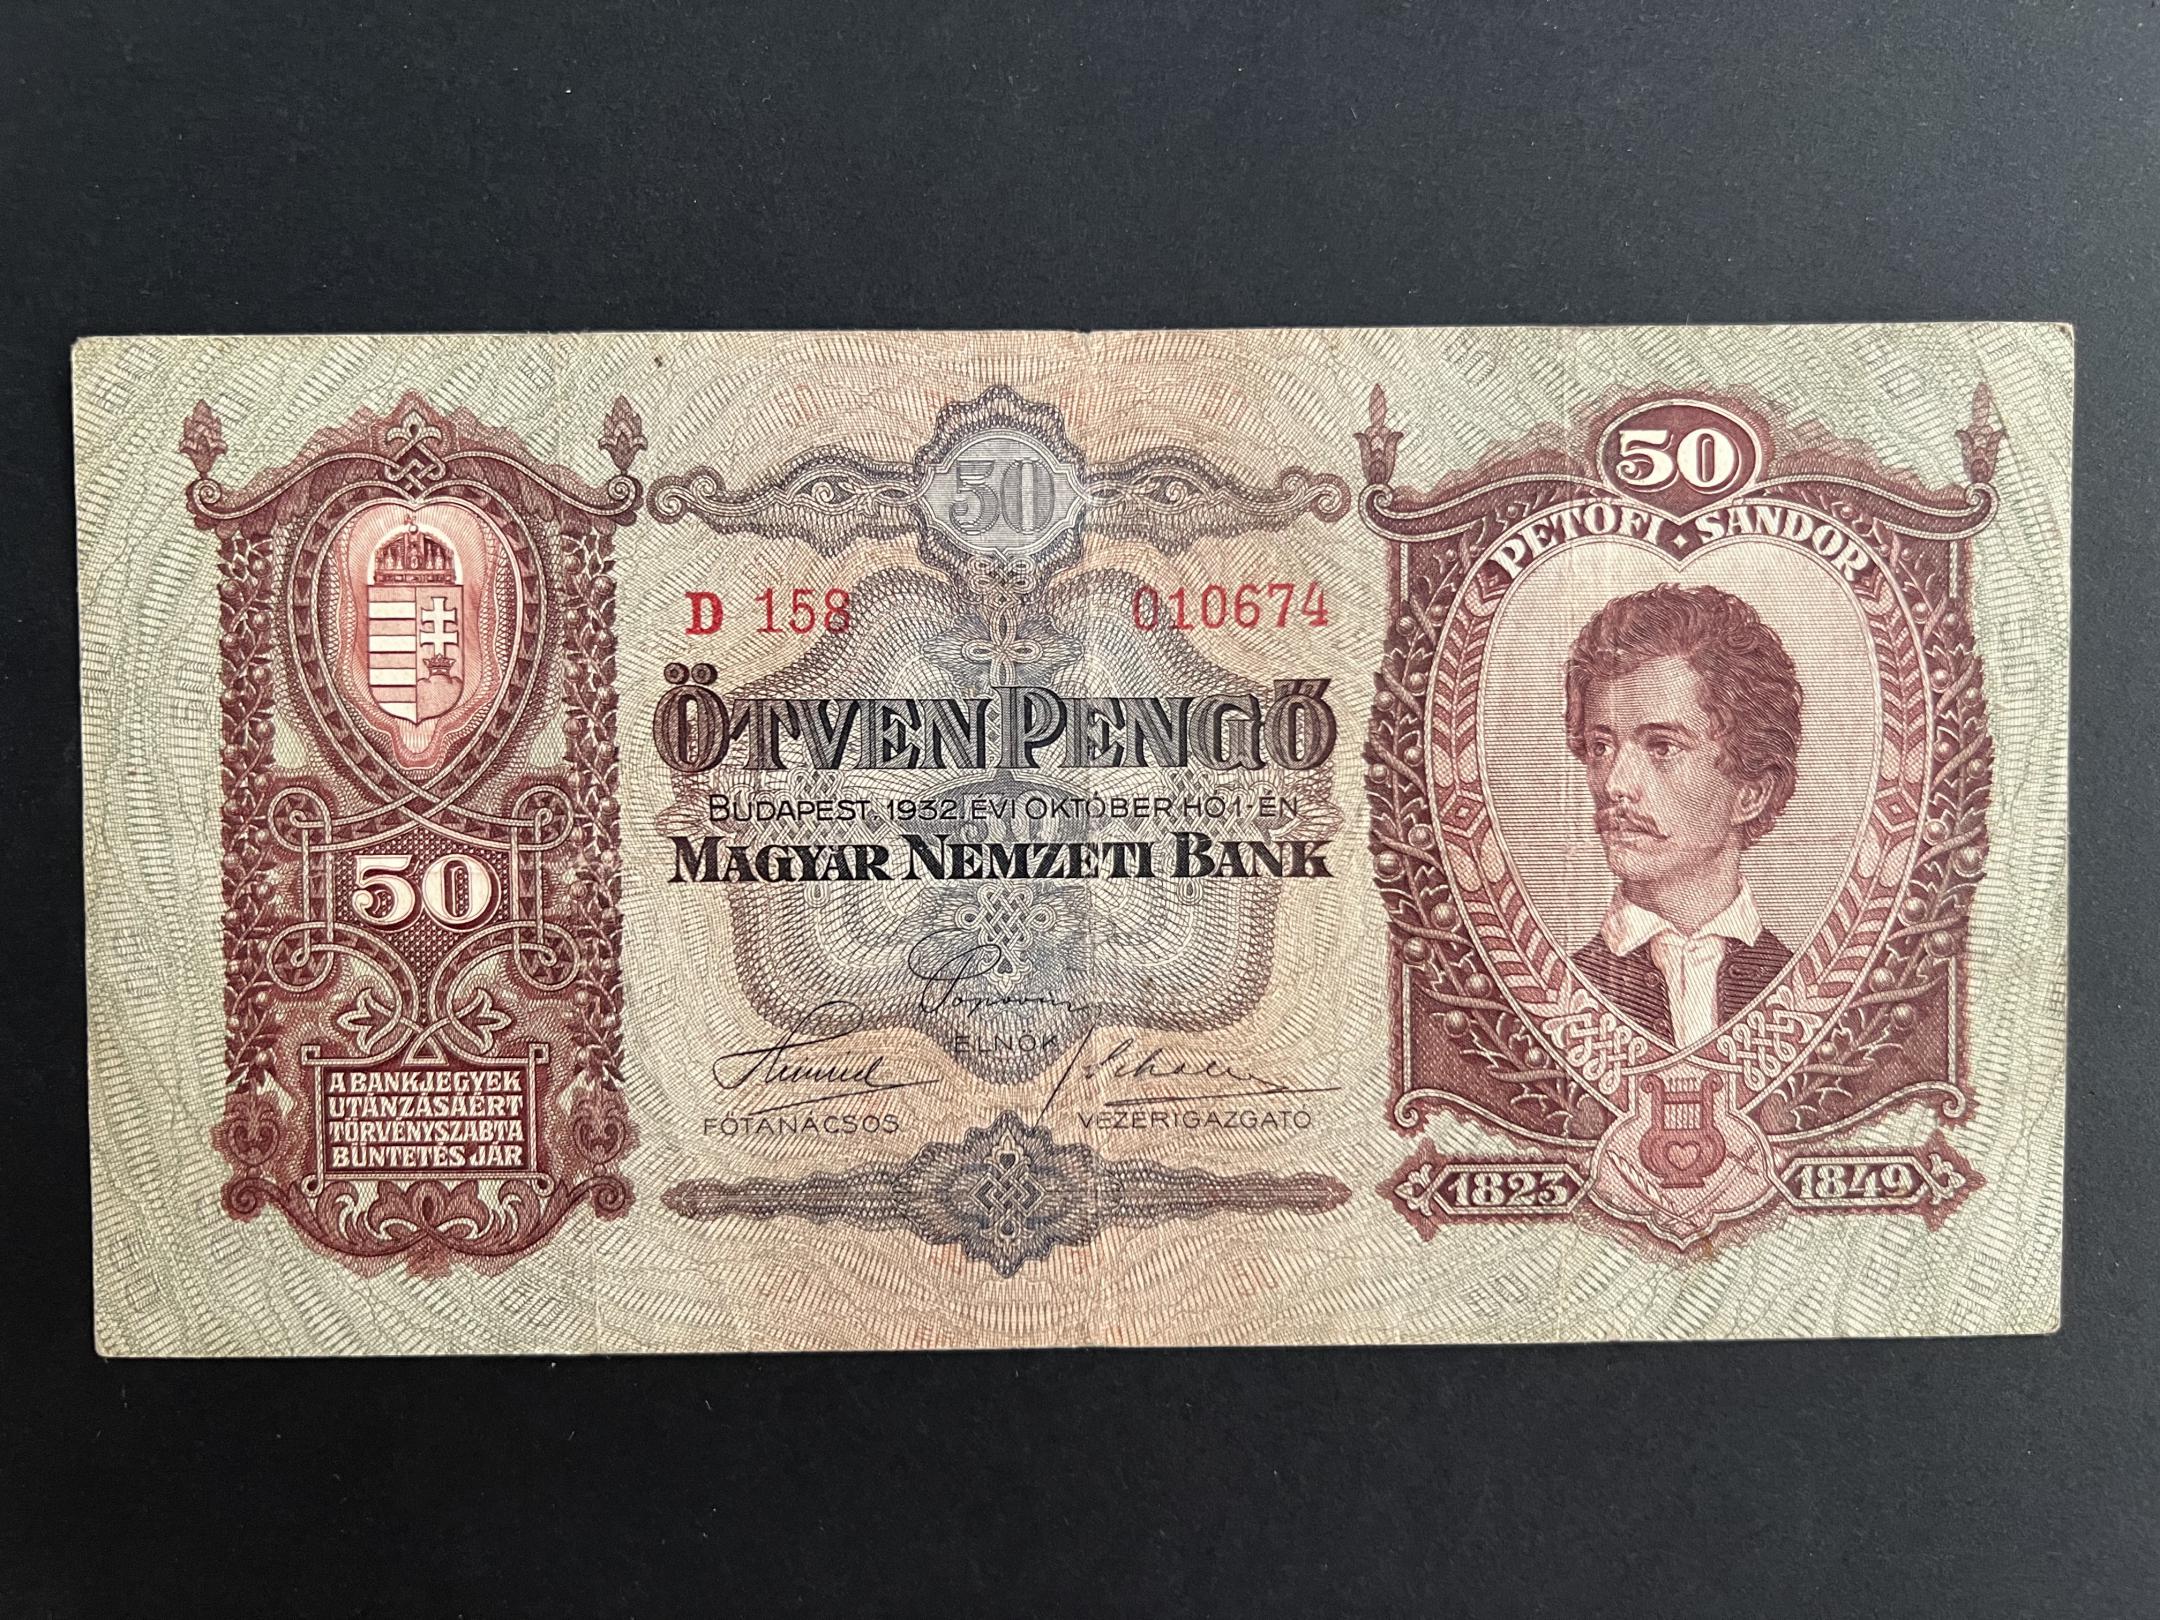 50
50
PETŐFI · SÁNDOR
D 158
010674
ÖTVEN PENGŐ
BUDAPEST, 1932. ÉVI OKTÓBER HÓ 1-ÉN
MAGYAR NEMZETI BANK
50
ELNÖK
FŐTANÁCSOS
VEZÉRIGAZGATÓ
A BANKJEGYEK
UTÁNZÁSÁÉRT
TÖRVÉNYSZABTA
BÜNTETÉS JÁR
1823
1849